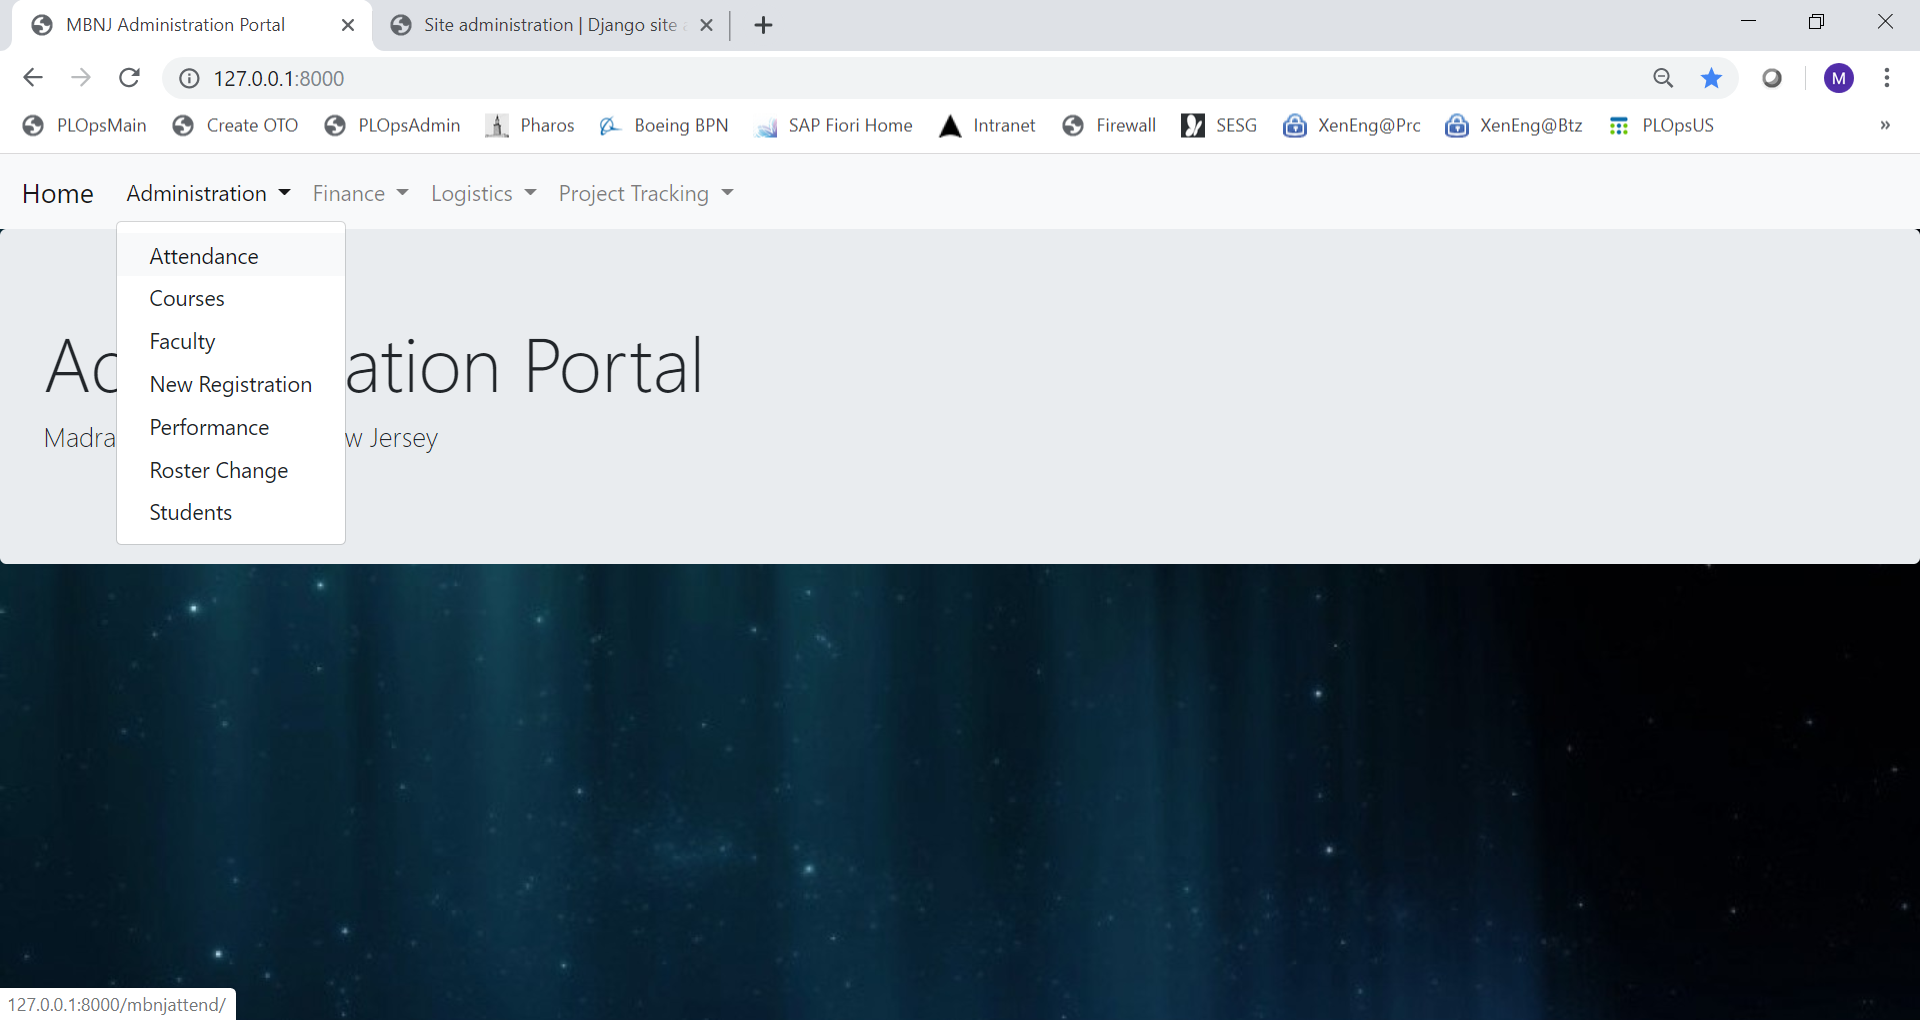 MBNJ Administration Portal
Site administration | Django site
127.0.0.1:8000
M
PLOpsMain Create OTO PLOpsAdmin Pharos Boeing BPN SAP Fiori Home Intranet Firewall SESG XenEng@Prc XenEng@Btz PLOpsUS »
Home Administration Finance Logistics Project Tracking
Attendance
Courses
Faculty
New Registration
Performance
Roster Change
Students
Ad ation Portal
Madra w Jersey
127.0.0.1:8000/mbnjattend/